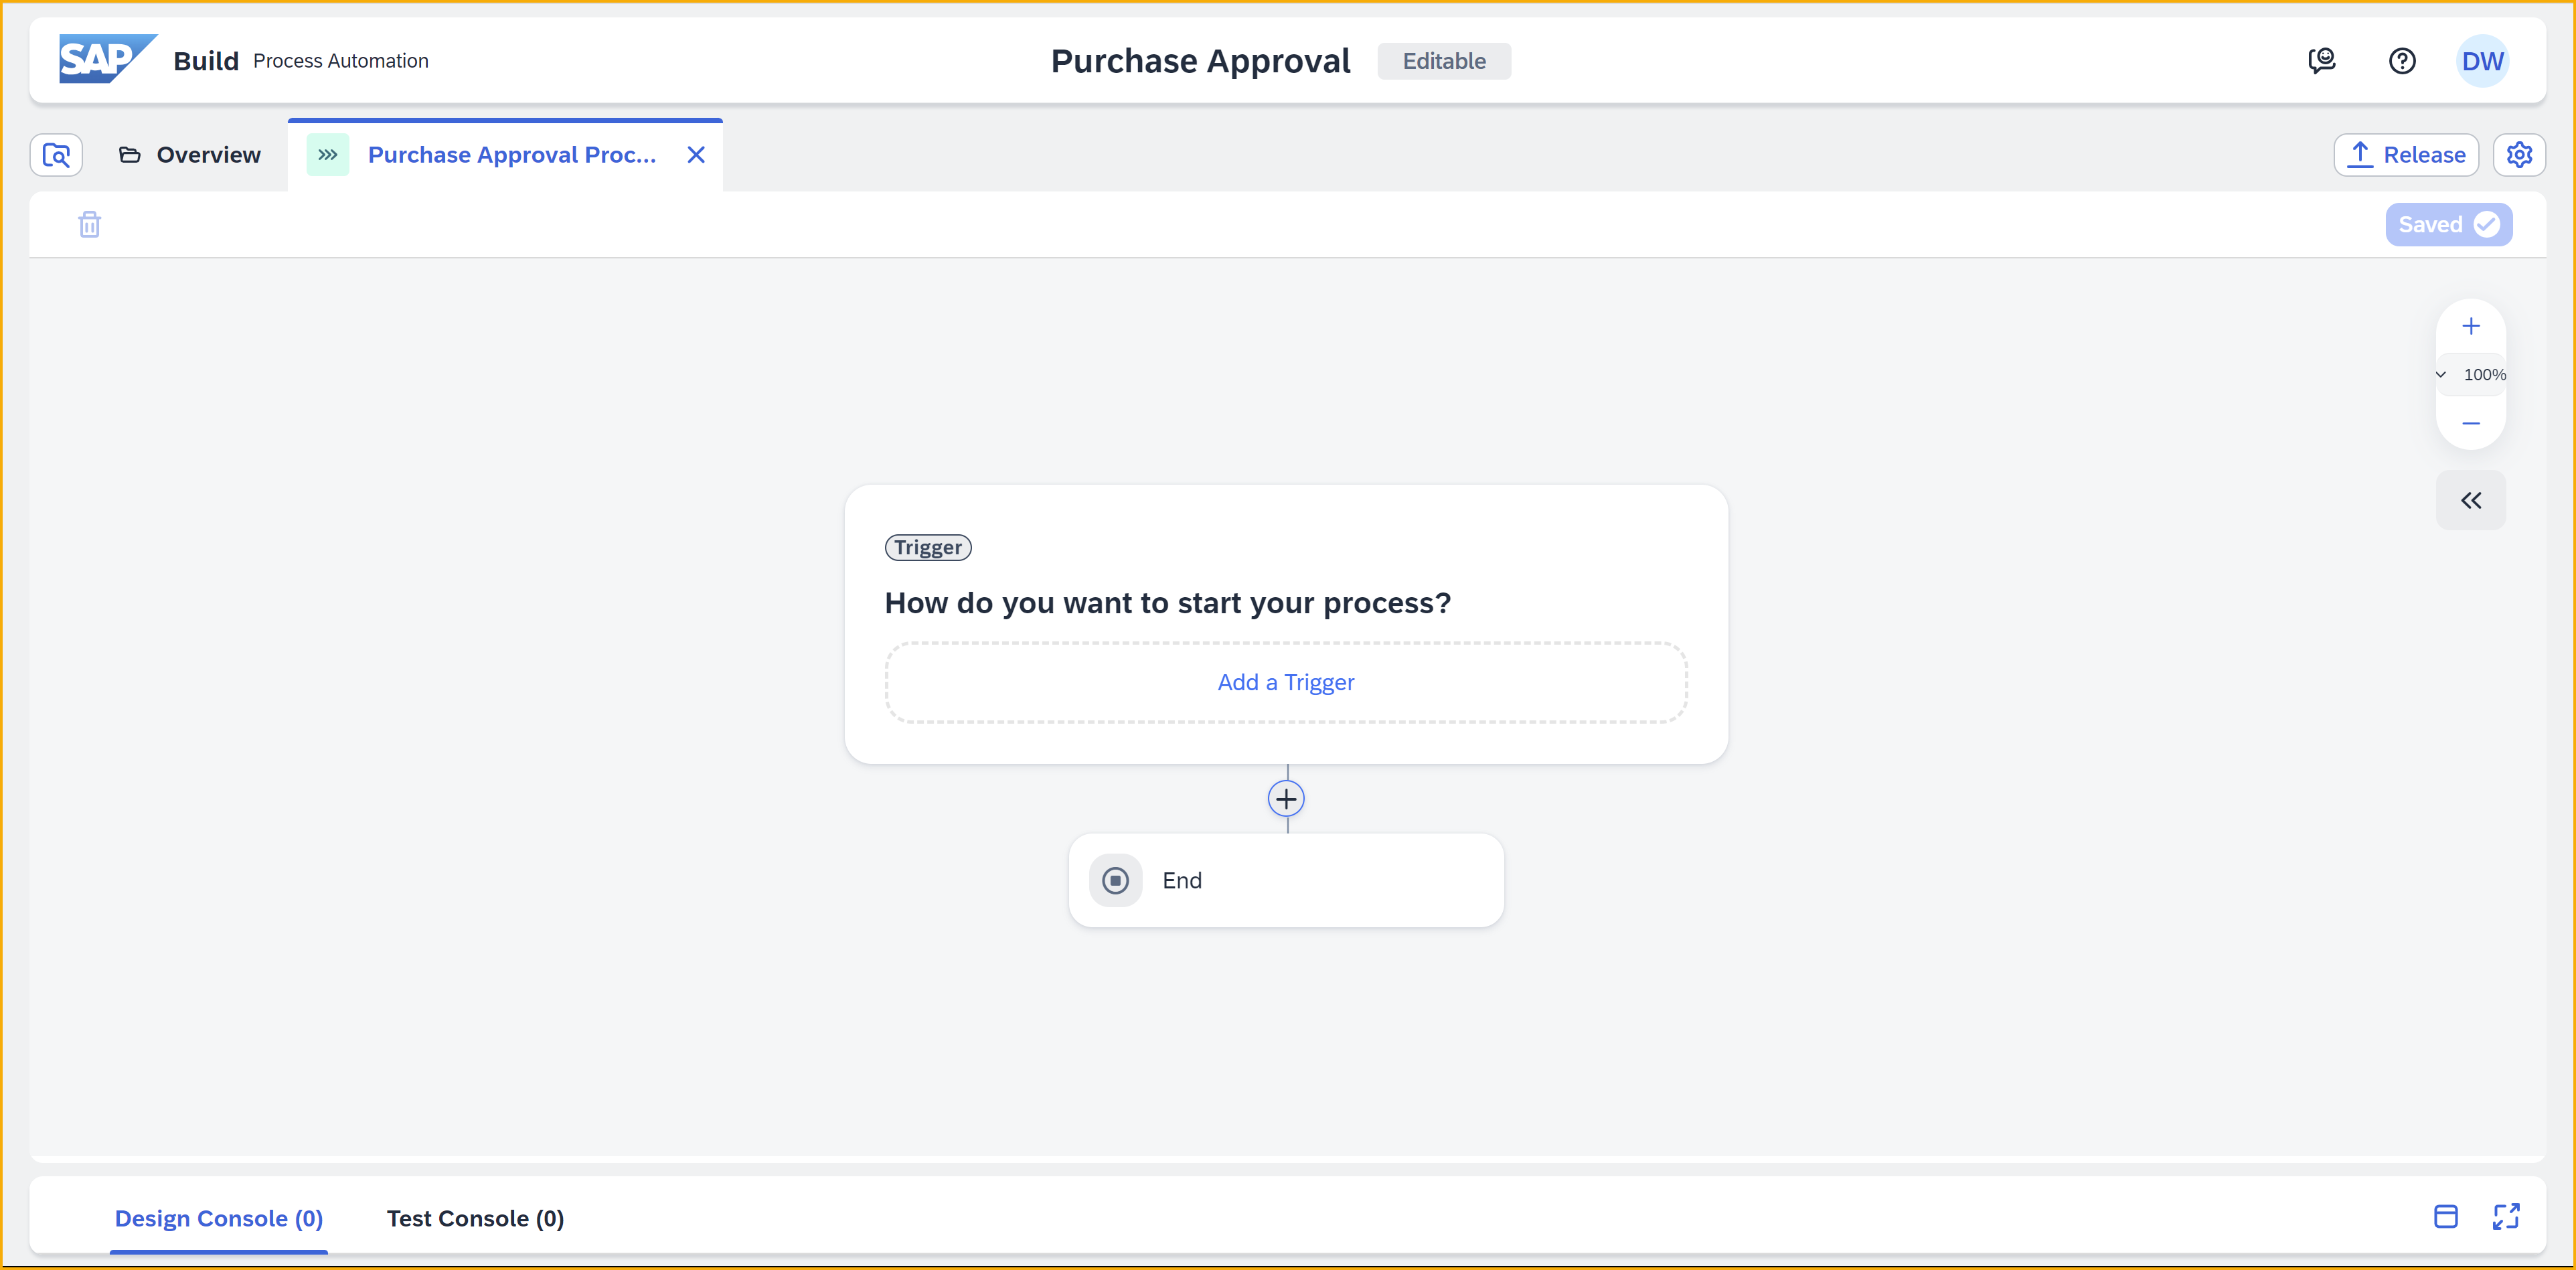 SAP Build Process Automation
Purchase Approval Editable
DW
Overview
Purchase Approval Proc...
Release
Saved
100%
Trigger
How do you want to start your process?
Add a Trigger
End
Design Console (0) Test Console (0)